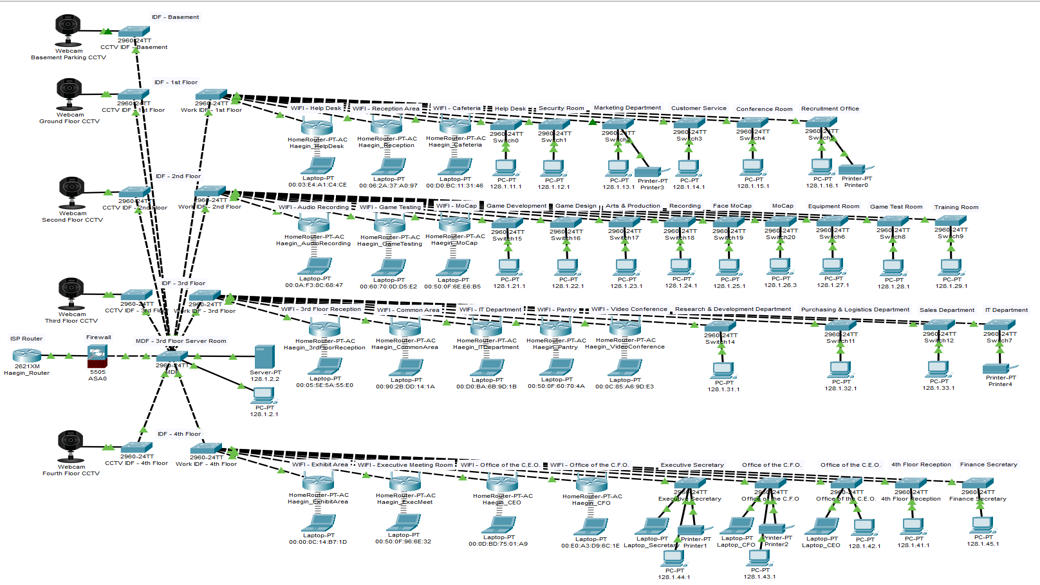 IDF - Basement
2960-24TT
CCTV IDF - Basement
Webcam
Basement Parking CCTV
IDF - 1st Floor
2960-24TT
CCTV IDF - 1st Floor
2960-24TT
Work IDF - 1st Floor
Webcam
Ground Floor CCTV
WIFI - Help Desk
WIFI - Reception Area
WIFI - Cafeteria
Help Desk
Security Room
Marketing Department
Customer Service
Conference Room
Recruitment Office
HomeRouter-PT-AC
Haegin_HelpDesk
HomeRouter-PT-AC
Haegin_Reception
HomeRouter-PT-AC
Haegin_Cafeteria
2960-24TT
Switch0
2960-24TT
Switch1
2960-24TT
2960-24TT
Switch3
2960-24TT
Switch4
2960-24TT
Laptop-PT
00:03:E4:A1:C4:CE
Laptop-PT
00:06:2A:37:A0:97
Laptop-PT
00:D0:BC:11:31:46
PC-PT
128.1.11.1
PC-PT
128.1.12.1
PC-PT
128.1.13.1
Printer-PT
Printer3
PC-PT
128.1.14.1
PC-PT
128.1.15.1
PC-PT
128.1.16.1
Printer-PT
Printer0
IDF - 2nd Floor
2960-24TT
CCTV IDF - 2nd Floor
2960-24TT
Work IDF - 2nd Floor
Webcam
Second Floor CCTV
WIFI - Audio Recording
WIFI - Game Testing
WIFI - MoCap
Game Development
Game Design
Arts & Production
Recording
Face MoCap
MoCap
Equipment Room
Game Test Room
Training Room
HomeRouter-PT-AC
Haegin_AudioRecording
HomeRouter-PT-AC
Haegin_GameTesting
HomeRouter-PT-AC
Haegin_MoCap
2960-24TT
Switch15
2960-24TT
Switch16
2960-24TT
Switch17
2960-24TT
Switch18
2960-24TT
Switch19
2960-24TT
Switch20
2960-24TT
Switch6
2960-24TT
Switch8
2960-24TT
Switch9
Laptop-PT
00:0A:F3:BC:68:47
Laptop-PT
00:60:70:0D:D5:E2
Laptop-PT
00:50:0F:6E:E6:B5
PC-PT
128.1.21.1
PC-PT
128.1.22.1
PC-PT
128.1.23.1
PC-PT
128.1.24.1
PC-PT
128.1.25.1
PC-PT
128.1.26.3
PC-PT
128.1.27.1
PC-PT
128.1.28.1
PC-PT
128.1.29.1
IDF - 3rd Floor
2960-24TT
CCTV IDF - 3rd Floor
2960-24TT
Work IDF - 3rd Floor
Webcam
Third Floor CCTV
WIFI - 3rd Floor Reception
WIFI - Common Area
WIFI - IT Department
WIFI - Pantry
WIFI - Video Conference
Research & Development Department
Purchasing & Logistics Department
Sales Department
IT Department
HomeRouter-PT-AC
Haegin_3rdFloorReception
HomeRouter-PT-AC
Haegin_CommonArea
HomeRouter-PT-AC
Haegin_ITDepartment
HomeRouter-PT-AC
Haegin_Pantry
HomeRouter-PT-AC
Haegin_VideoConference
2960-24TT
Switch14
2960-24TT
Switch11
2960-24TT
Switch12
2960-24TT
Switch7
Laptop-PT
00:05:5E:5A:55:E0
Laptop-PT
00:90:2B:DD:14:1A
Laptop-PT
00:D0:BA:6B:9D:1B
Laptop-PT
00:50:0F:60:70:4A
Laptop-PT
00:0C:85:A6:9D:E3
PC-PT
128.1.31.1
PC-PT
128.1.32.1
PC-PT
128.1.33.1
Printer-PT
Printer4
ISP Router
2621XM
Haegin_Router
Firewall
5505
ASA0
MDF - 3rd Floor Server Room
2960-24TT
MDF
Server-PT
128.1.2.2
PC-PT
128.1.2.1
IDF - 4th Floor
2960-24TT
CCTV IDF - 4th Floor
2960-24TT
Work IDF - 4th Floor
Webcam
Fourth Floor CCTV
WIFI - Exhibit Area
WIFI - Executive Meeting Room
WIFI - Office of the C.E.O.
WIFI - Office of the C.F.O.
Executive Secretary
Office of the C.F.O.
Office of the C.E.O.
4th Floor Reception
Finance Secretary
HomeRouter-PT-AC
Haegin_ExhibitArea
HomeRouter-PT-AC
Haegin_ExecMeet
HomeRouter-PT-AC
Haegin_CEO
HomeRouter-PT-AC
Haegin_CFO
2960-24TT
Executive Secretary
2960-24TT
Office of the C.F.O
2960-24TT
Office of the C.E.O.
2960-24TT
4th Floor Reception
2960-24TT
Finance Secretary
Laptop-PT
00:00:0C:14:B7:1D
Laptop-PT
00:50:0F:96:6E:32
Laptop-PT
00:0D:BD:75:01:A9
Laptop-PT
00:E0:A3:D9:6C:1E
Laptop-PT
Laptop_Secretary
Printer-PT
Printer1
PC-PT
128.1.44.1
Laptop-PT
Laptop_CFO
Printer-PT
Printer2
PC-PT
128.1.43.1
Laptop-PT
Laptop_CEO
PC-PT
128.1.42.1
PC-PT
128.1.41.1
PC-PT
128.1.45.1